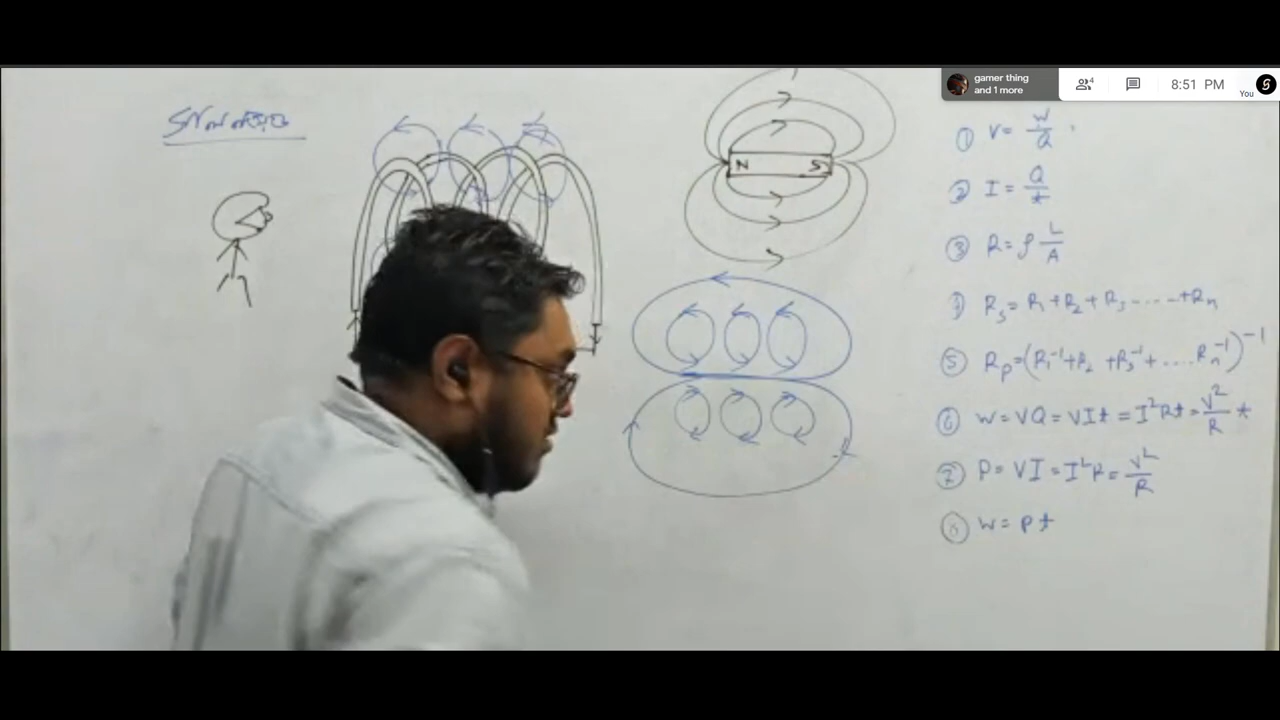 gamer thing
and 1 more
4
8:51 PM
You
N S
① V = W/Q
② I = Q/t
③ R = ρ L/A
④ Rs = R1 + R2 + R3 ... - +Rn
⑤ Rp = (R1⁻¹ + R2 + R3⁻¹ + .... Rn⁻¹)⁻¹
⑥ W = VQ = VIt = I²Rt = V²/R t
⑦ P = VI = I²R = V²/R
⑧ W = Pt